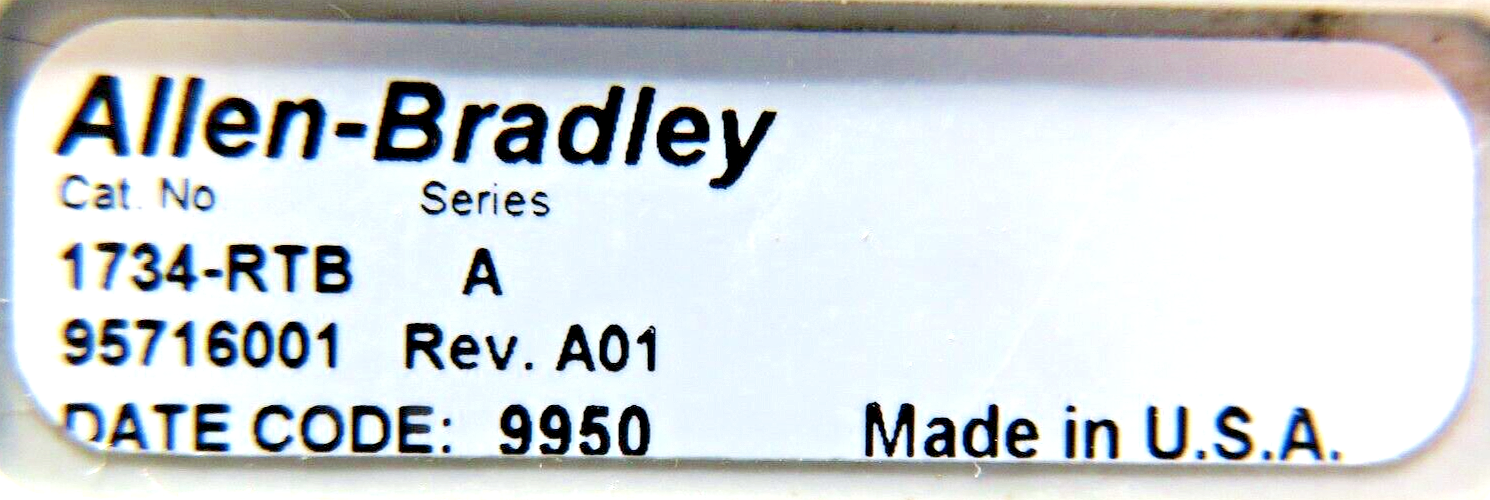 Allen-Bradley
Cat. No Series
1734-RTB A
95716001 Rev. A01
DATE CODE: 9950 Made in U.S.A.